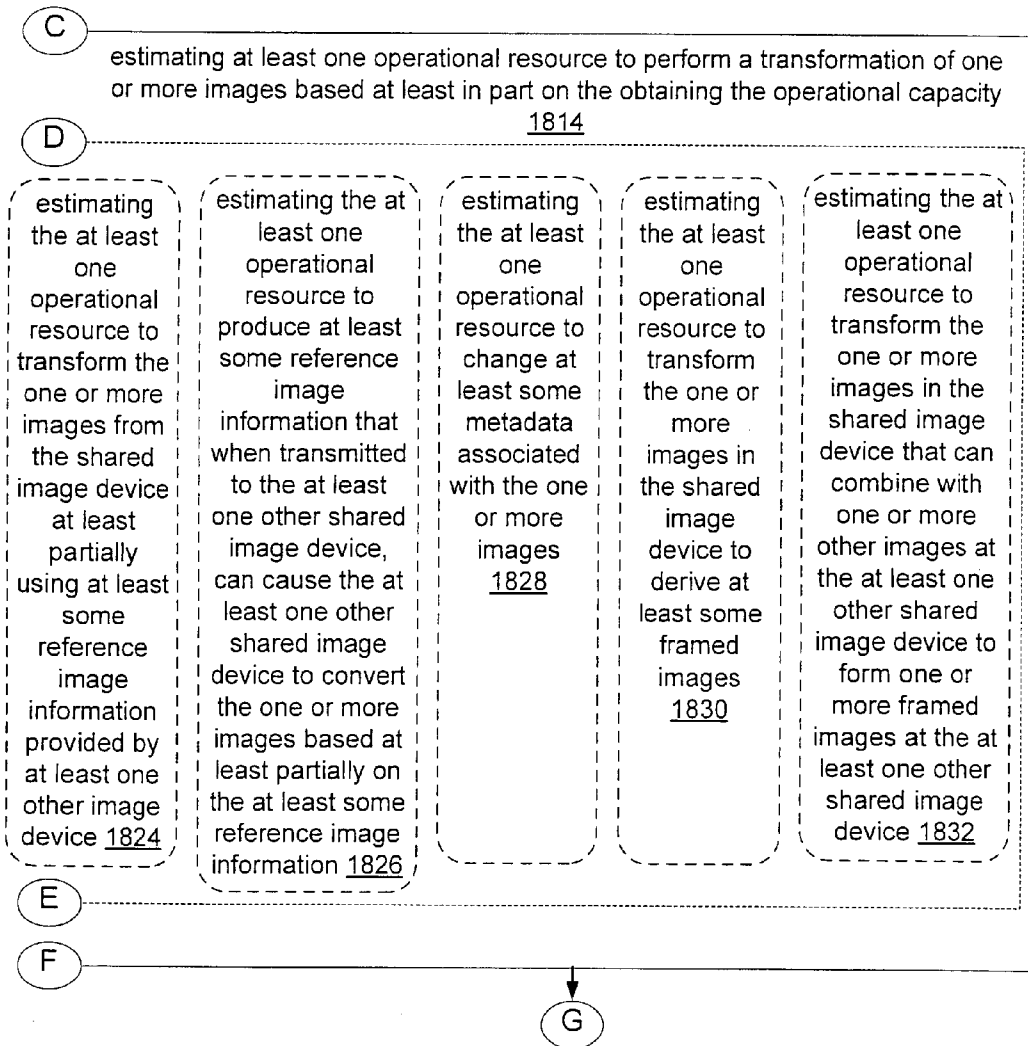 C
estimating at least one operational resource to perform a transformation of one
or more images based at least in part on the obtaining the operational capacity
1814
D
estimating
the at least
one
operational
resource to
transform the
one or more
images from
the shared
image device
at least
partially
using at least
some
reference
image
information
provided by
at least one
other image
device 1824
estimating the at
least one
operational
resource to
produce at least
some reference
image
information that
when transmitted
to the at least
one other shared
image device,
can cause the at
least one other
shared image
device to convert
the one or more
images based at
least partially on
the at least some
reference image
information 1826
estimating
the at least
one
operational
resource to
change at
least some
metadata
associated
with the one
or more
images
1828
estimating
the at least
one
operational
resource to
transform
the one or
more
images in
the shared
image
device to
derive at
least some
framed
images
1830
estimating the at
least one
operational
resource to
transform the
one or more
images in the
shared image
device that can
combine with
one or more
other images at
the at least one
other shared
image device to
form one or
more framed
images at the at
least one other
shared image
device 1832
E
F
G